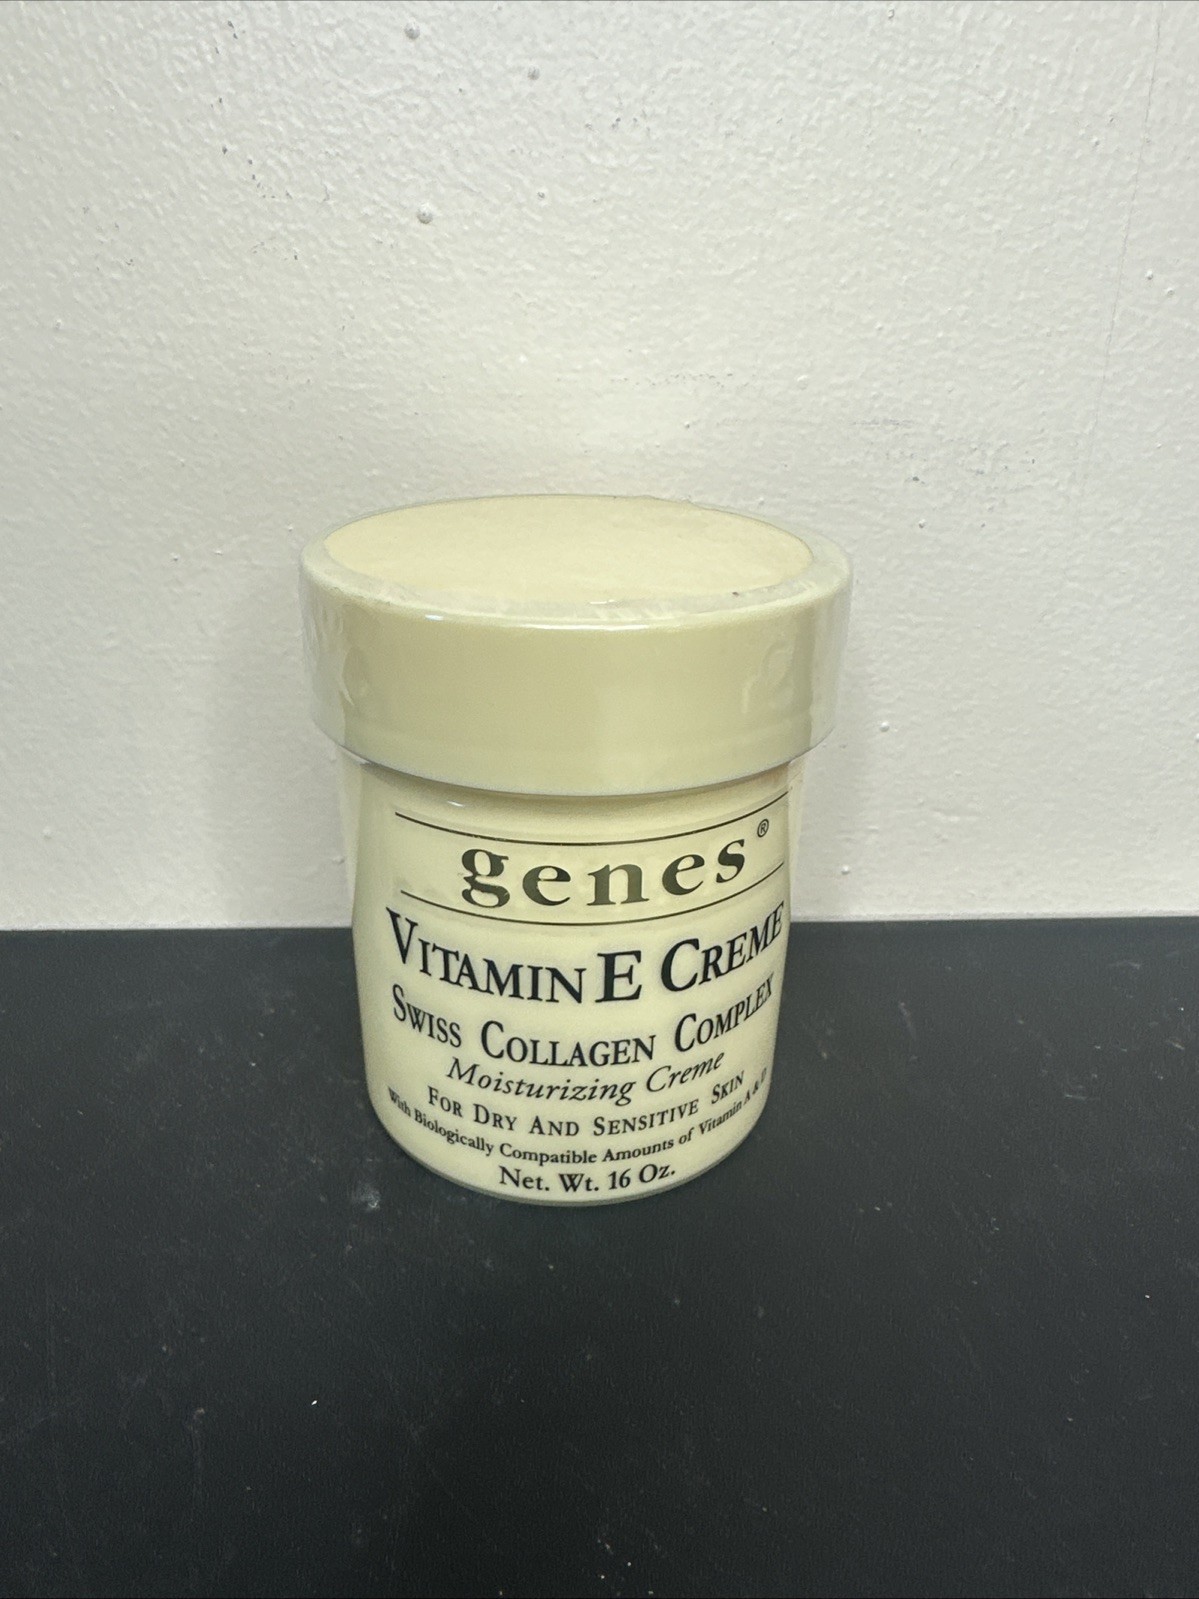 genes®
VITAMIN E CREME
SWISS COLLAGEN COMPLEX
Moisturizing Creme
FOR DRY AND SENSITIVE SKIN
With Biologically Compatible Amounts of Vitamin A & D
Net. Wt. 16 Oz.